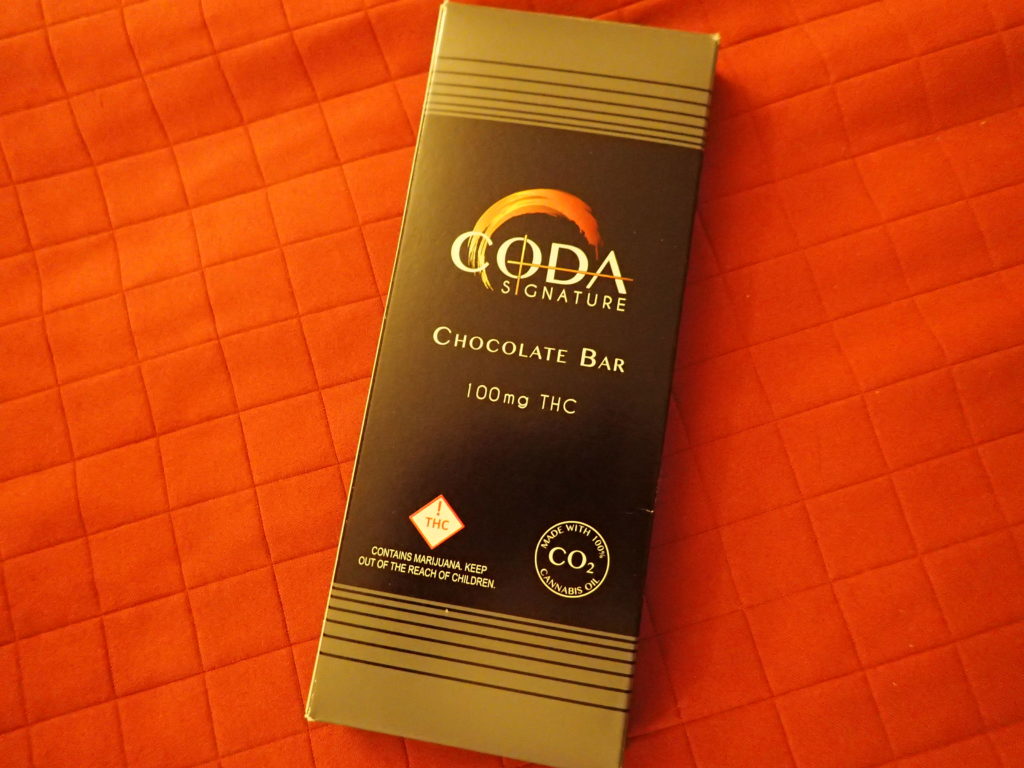 CODA
SIGNATURE
CHOCOLATE BAR
100mg THC
!
THC
CONTAINS MARIJUANA. KEEP
OUT OF THE REACH OF CHILDREN.
MADE WITH 100%
CO2
CANNABIS OIL